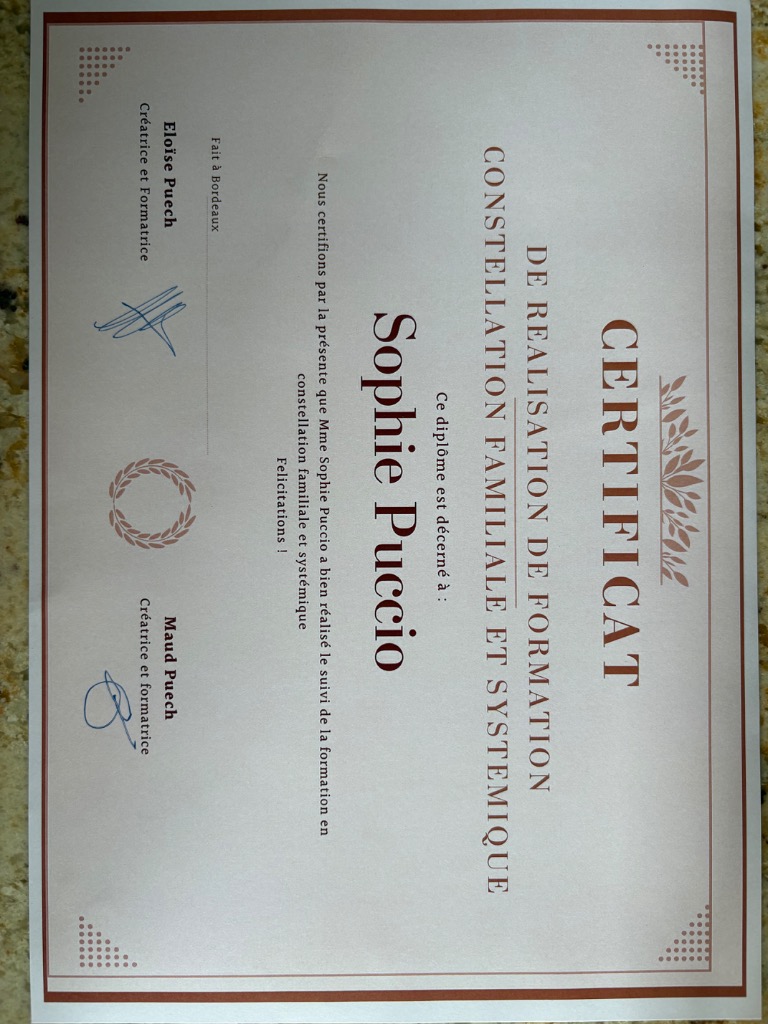 CERTIFICAT
DE REALISATION DE FORMATION
CONSTELLATION FAMILIALE ET SYSTEMIQUE
Ce diplôme est décerné à :
Sophie Puccio
Nous certifions par la présente que Mme Sophie Puccio a bien réalisé le suivi de la formation en
constellation familiale et systémique
Felicitations !
Fait à Bordeaux
Eloïse Puech
Créatrice et Formatrice
Maud Puech
Créatrice et formatrice